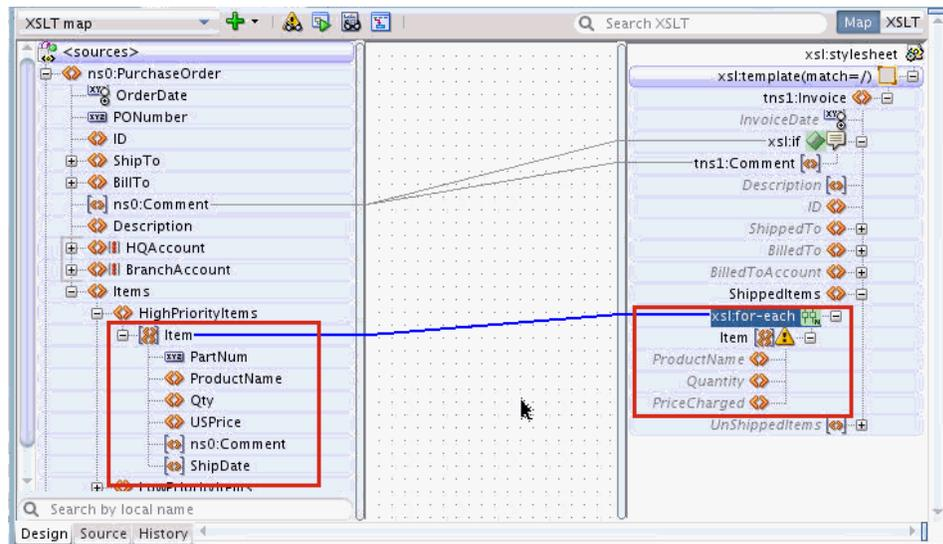 XSLT map
Search XSLT
Map XSLT
<sources>
ns0:PurchaseOrder
OrderDate
PONumber
ID
ShipTo
BillTo
ns0:Comment
Description
HQAccount
BranchAccount
Items
HighPriorityItems
Item
PartNum
ProductName
Qty
USPrice
ns0:Comment
ShipDate
LowPriorityItems
Search by local name
xsl:stylesheet
xsl:template(match=/)
tns1:Invoice
InvoiceDate
xsl:if
tns1:Comment
Description
ID
ShippedTo
BilledTo
BilledToAccount
ShippedItems
xsl:for-each
Item
ProductName
Quantity
PriceCharged
UnShippedItems
Design Source History